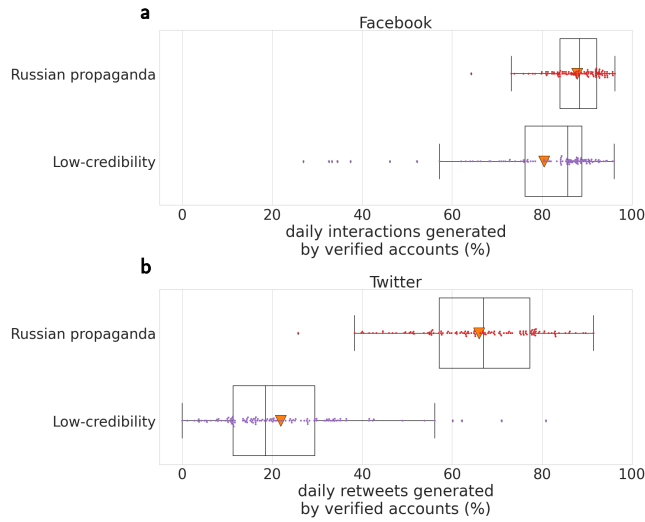 a
Facebook
Russian propaganda
Low-credibility
0 20 40 60 80 100
daily interactions generated
by verified accounts (%)
b
Twitter
Russian propaganda
Low-credibility
0 20 40 60 80 100
daily retweets generated
by verified accounts (%)